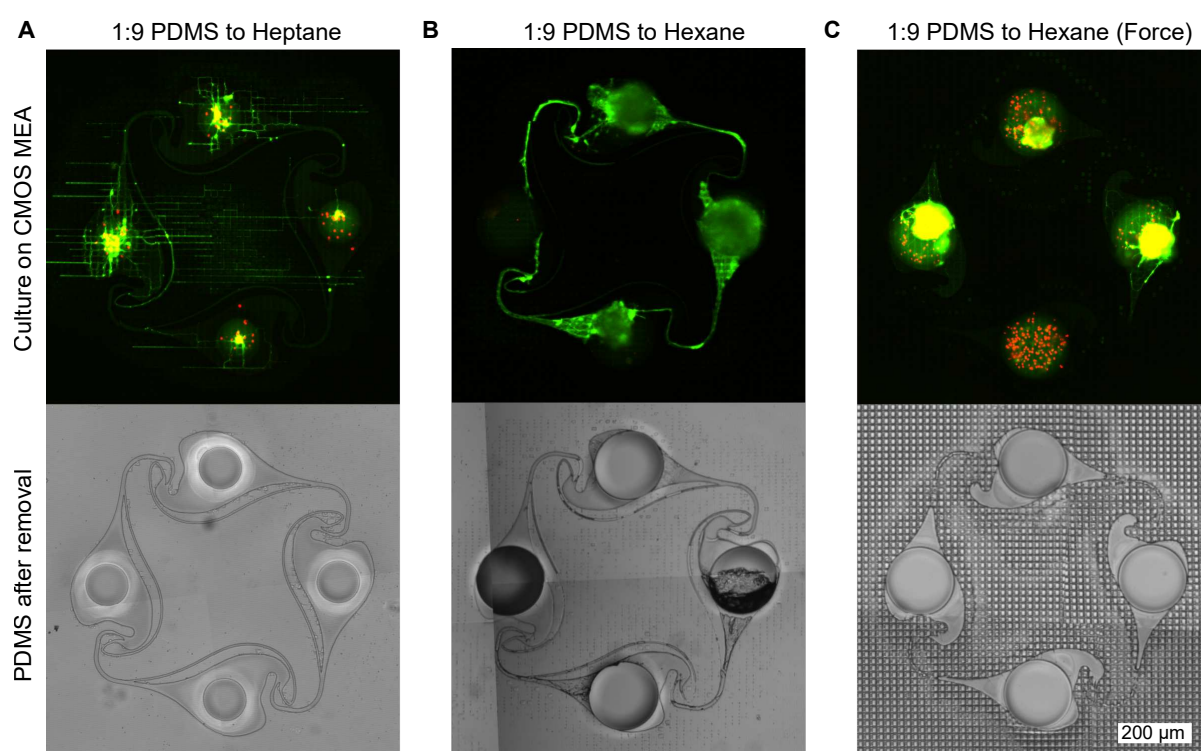 A 1:9 PDMS to Heptane
B 1:9 PDMS to Hexane
C 1:9 PDMS to Hexane (Force)
Culture on CMOS MEA
PDMS after removal
200 µm